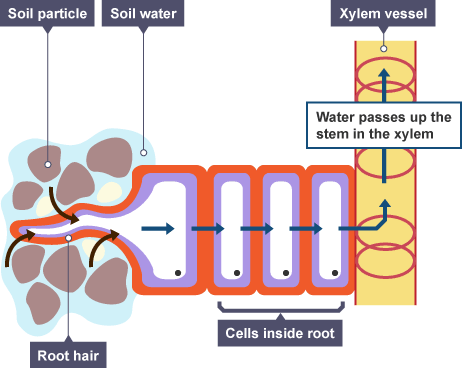 Soil particle
Soil water
Xylem vessel
Water passes up the
stem in the xylem
Cells inside root
Root hair